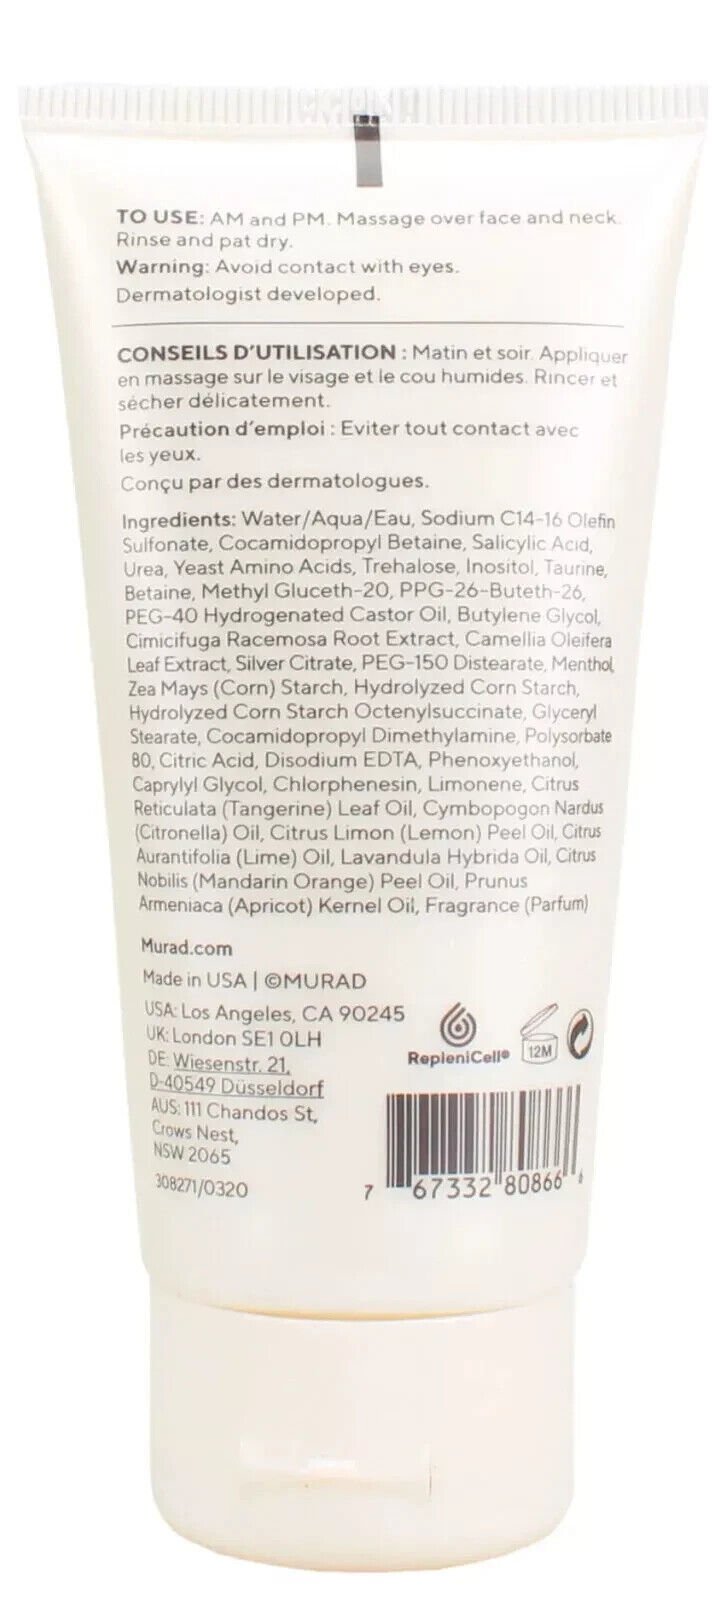 TO USE: AM and PM. Massage over face and neck.
Rinse and pat dry.
Warning: Avoid contact with eyes.
Dermatologist developed.
CONSEILS D'UTILISATION : Matin et soir. Appliquer
en massage sur le visage et le cou humides. Rincer et
sécher délicatement.
Précaution d'emploi : Eviter tout contact avec
les yeux.
Conçu par des dermatologues.
Ingredients: Water/Aqua/Eau, Sodium C14-16 Olefin
Sulfonate, Cocamidopropyl Betaine, Salicylic Acid,
Urea, Yeast Amino Acids, Trehalose, Inositol, Taurine,
Betaine, Methyl Gluceth-20, PPG-26-Buteth-26,
PEG-40 Hydrogenated Castor Oil, Butylene Glycol,
Cimicifuga Racemosa Root Extract, Camellia Oleifera
Leaf Extract, Silver Citrate, PEG-150 Distearate, Menthol,
Zea Mays (Corn) Starch, Hydrolyzed Corn Starch,
Hydrolyzed Corn Starch Octenylsuccinate, Glyceryl
Stearate, Cocamidopropyl Dimethylamine, Polysorbate
80, Citric Acid, Disodium EDTA, Phenoxyethanol,
Caprylyl Glycol, Chlorphenesin, Limonene, Citrus
Reticulata (Tangerine) Leaf Oil, Cymbopogon Nardus
(Citronella) Oil, Citrus Limon (Lemon) Peel Oil, Citrus
Aurantifolia (Lime) Oil, Lavandula Hybrida Oil, Citrus
Nobilis (Mandarin Orange) Peel Oil, Prunus
Armeniaca (Apricot) Kernel Oil, Fragrance (Parfum)
Murad.com
Made in USA | ©MURAD
USA: Los Angeles, CA 90245
UK: London SE1 0LH
DE: Wiesenstr. 21,
D-40549 Düsseldorf
AUS: 111 Chandos St,
Crows Nest,
NSW 2065
308271/0320
RepleniCell®
12M
7 67332 80866 6